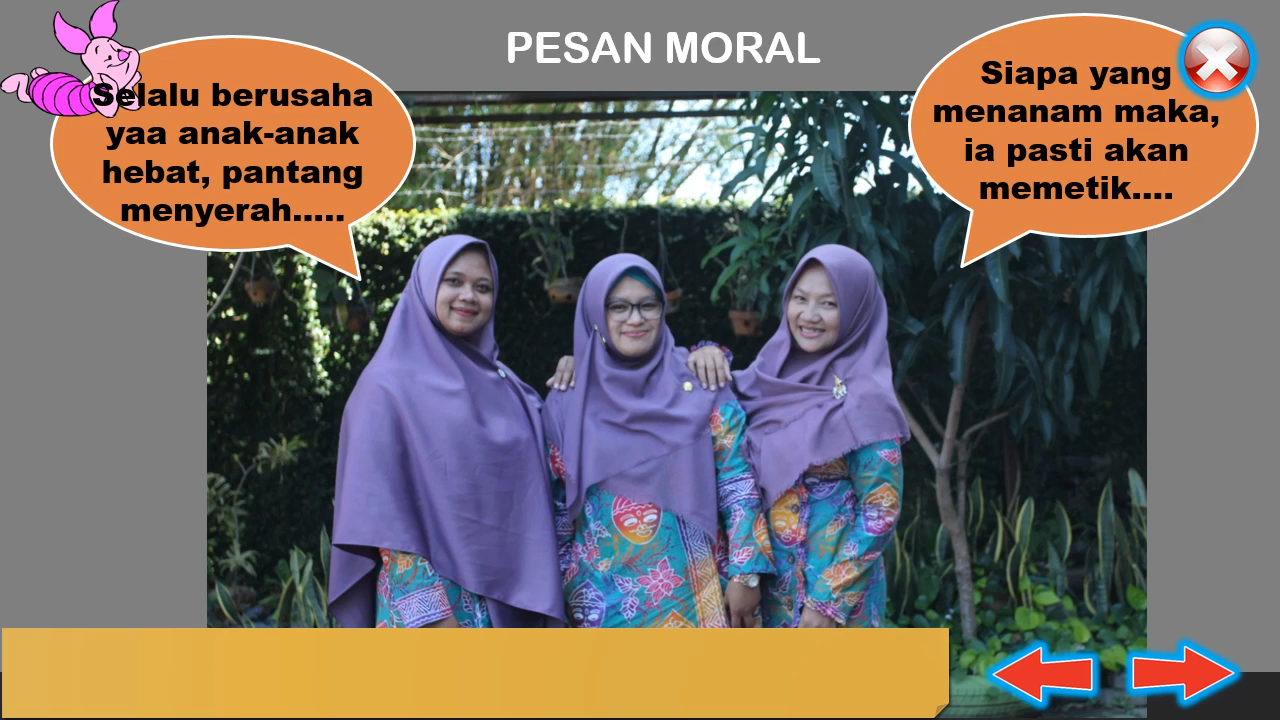 PESAN MORAL
Selalu berusaha
yaa anak-anak
hebat, pantang
menyerah.....
Siapa yang
menanam maka,
ia pasti akan
memetik....